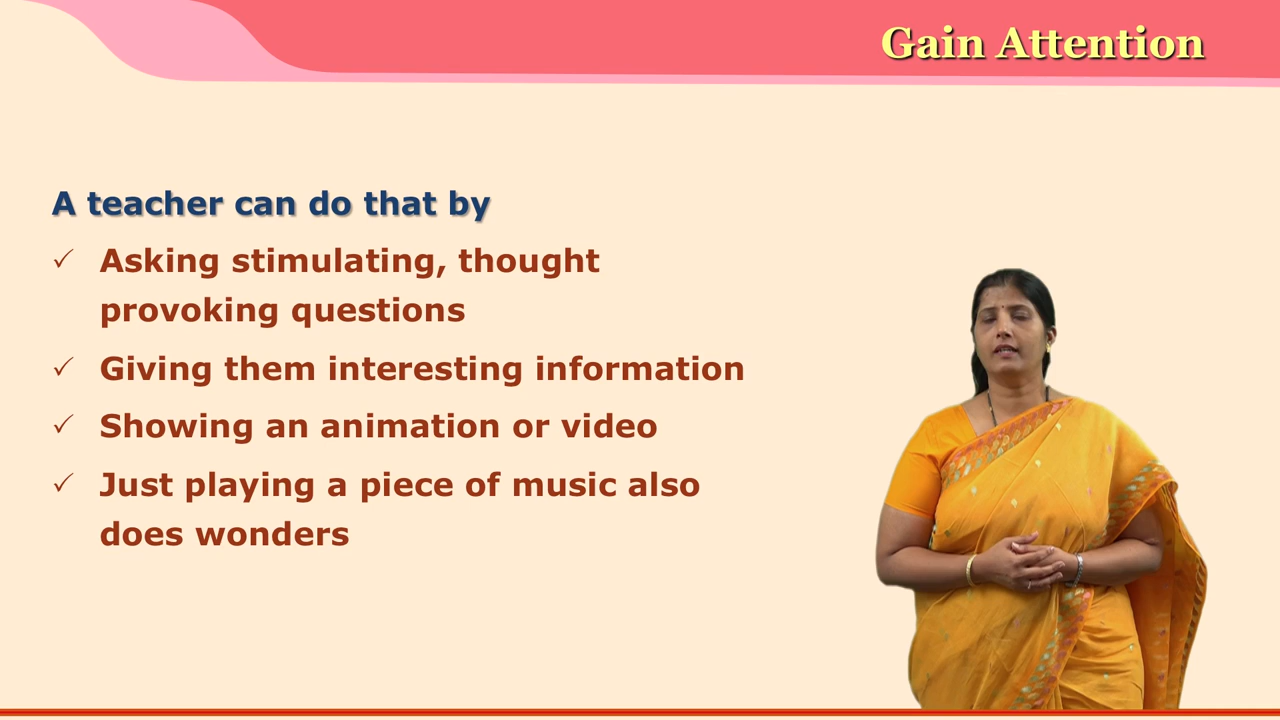 Gain Attention
A teacher can do that by
✓ Asking stimulating, thought
provoking questions
✓ Giving them interesting information
✓ Showing an animation or video
✓ Just playing a piece of music also
does wonders